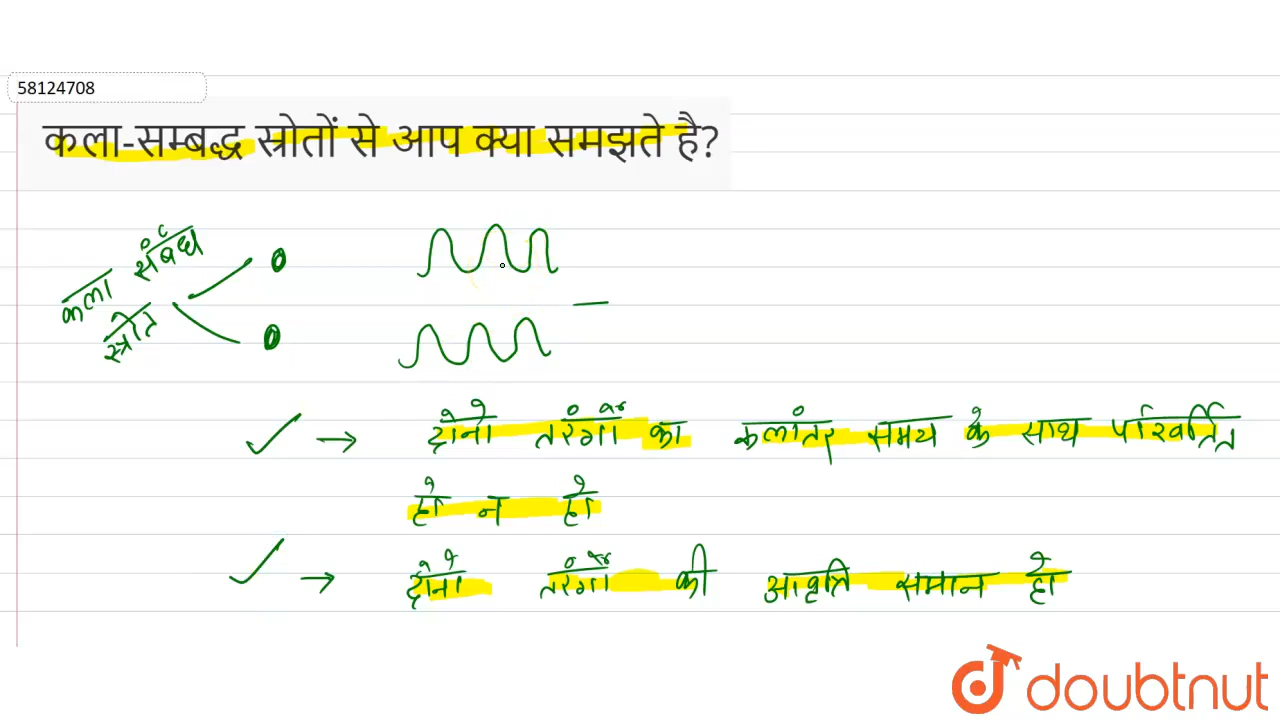 58124708
कला-सम्बद्ध स्रोतों से आप क्या समझते है?
कला संबंध
स्त्रोत
दोनों तरंगों का कलांतर समय के साथ परिवर्तित
हो न हो
दोनों तरंगों की आवृत्ति समान हो
doubtnut